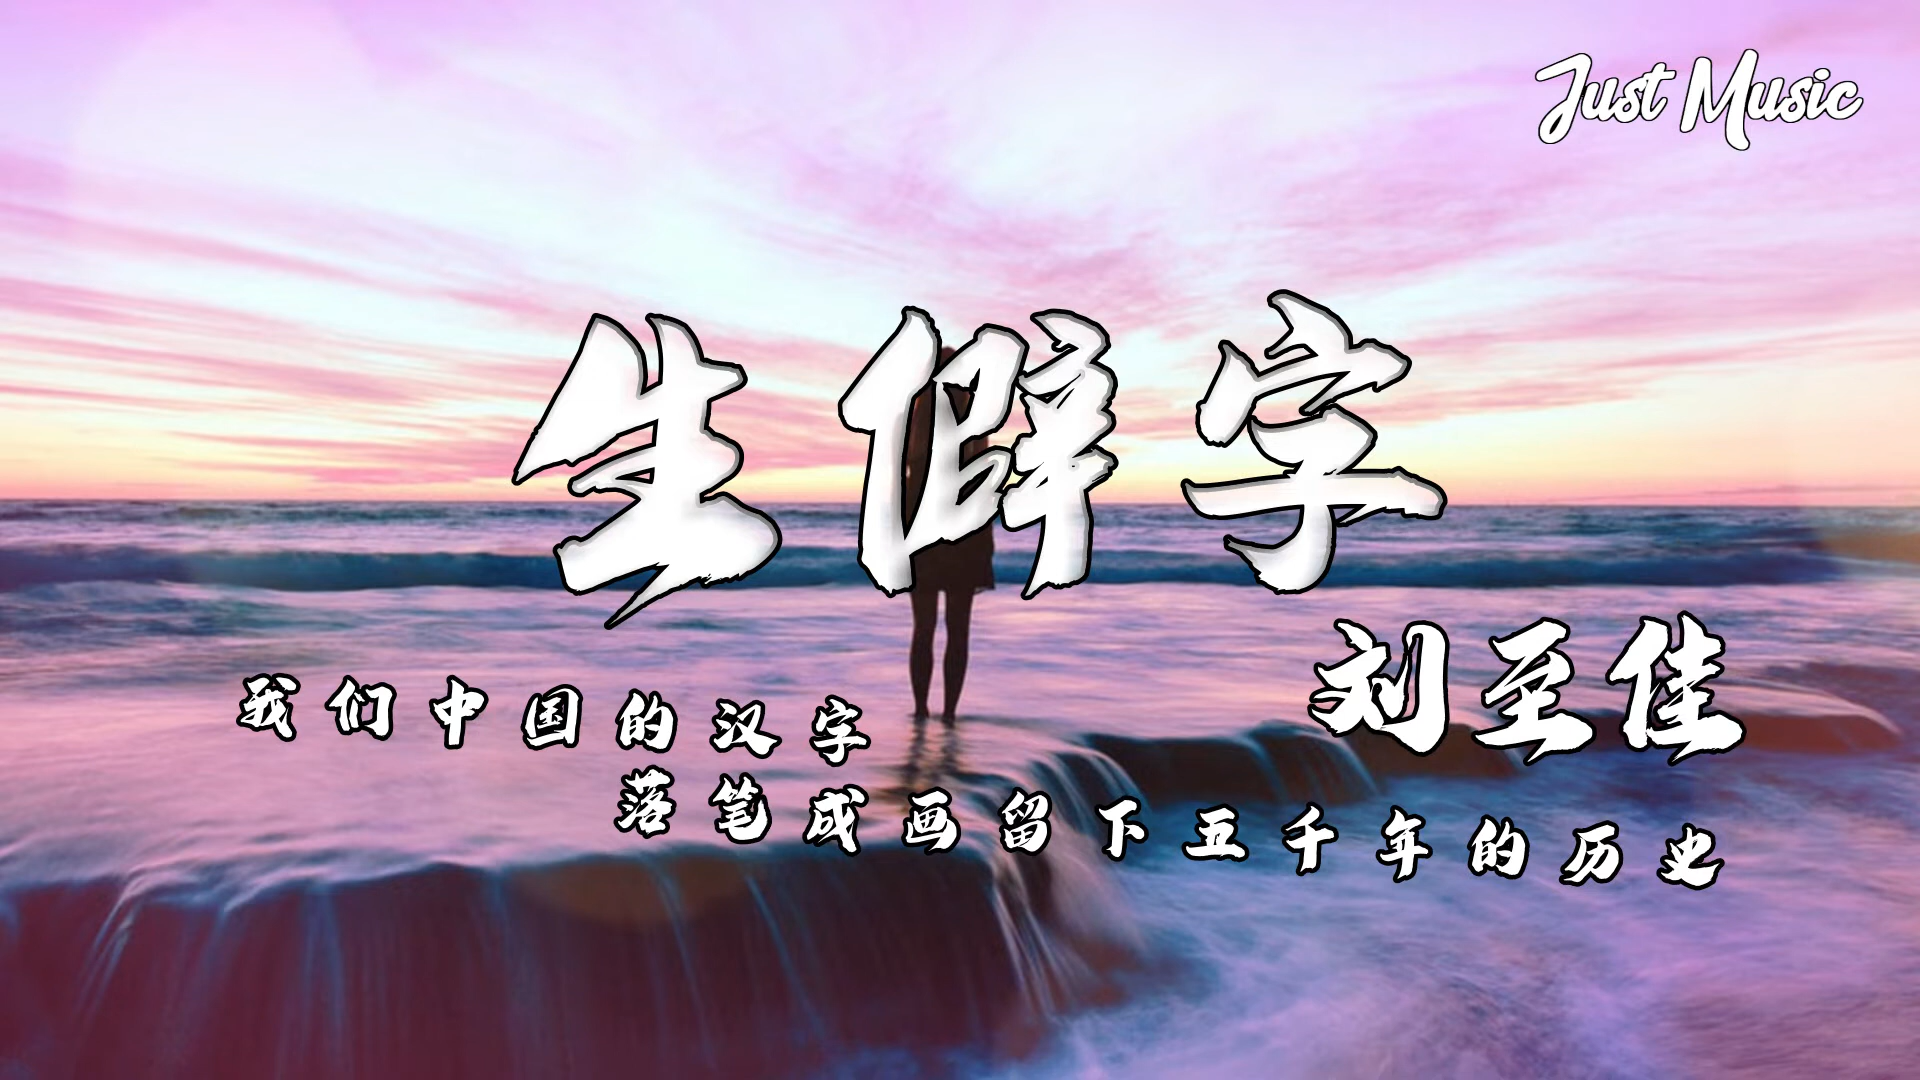 Just Music
生僻字
刘至佳
我们中国的汉字
落笔成画留下五千年的历史